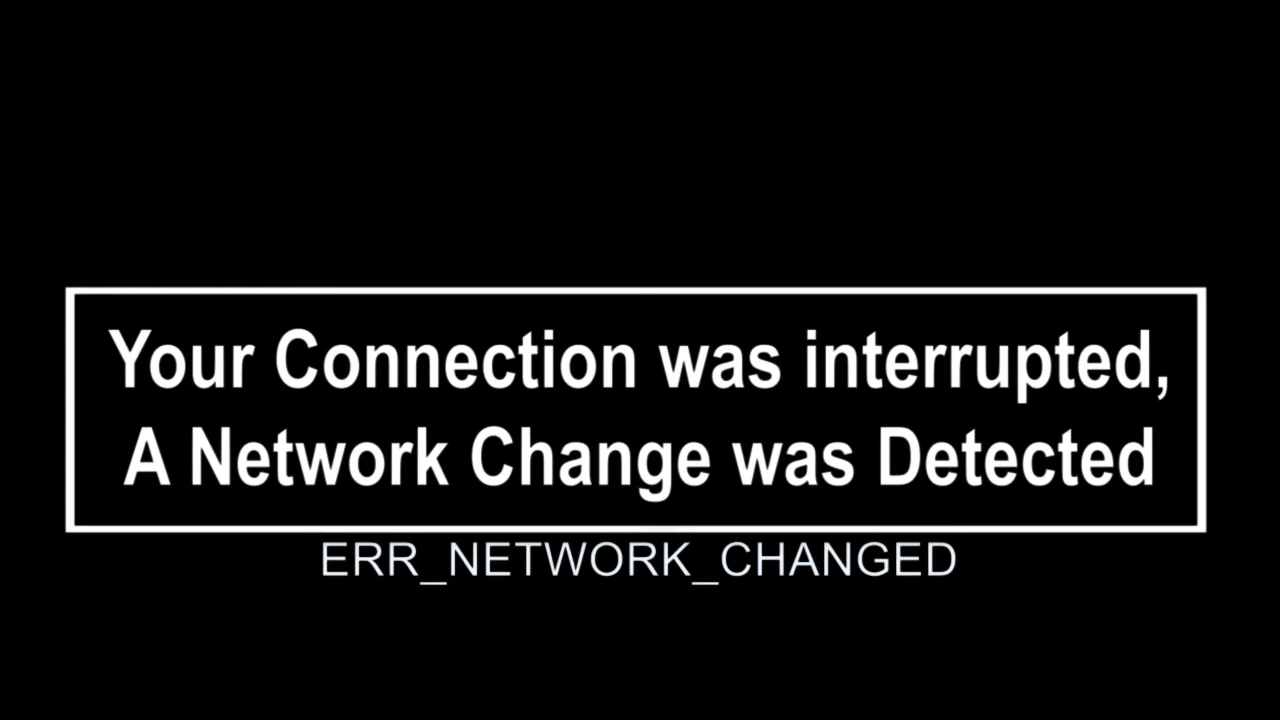 Your Connection was interrupted,
A Network Change was Detected
ERR_NETWORK_CHANGED